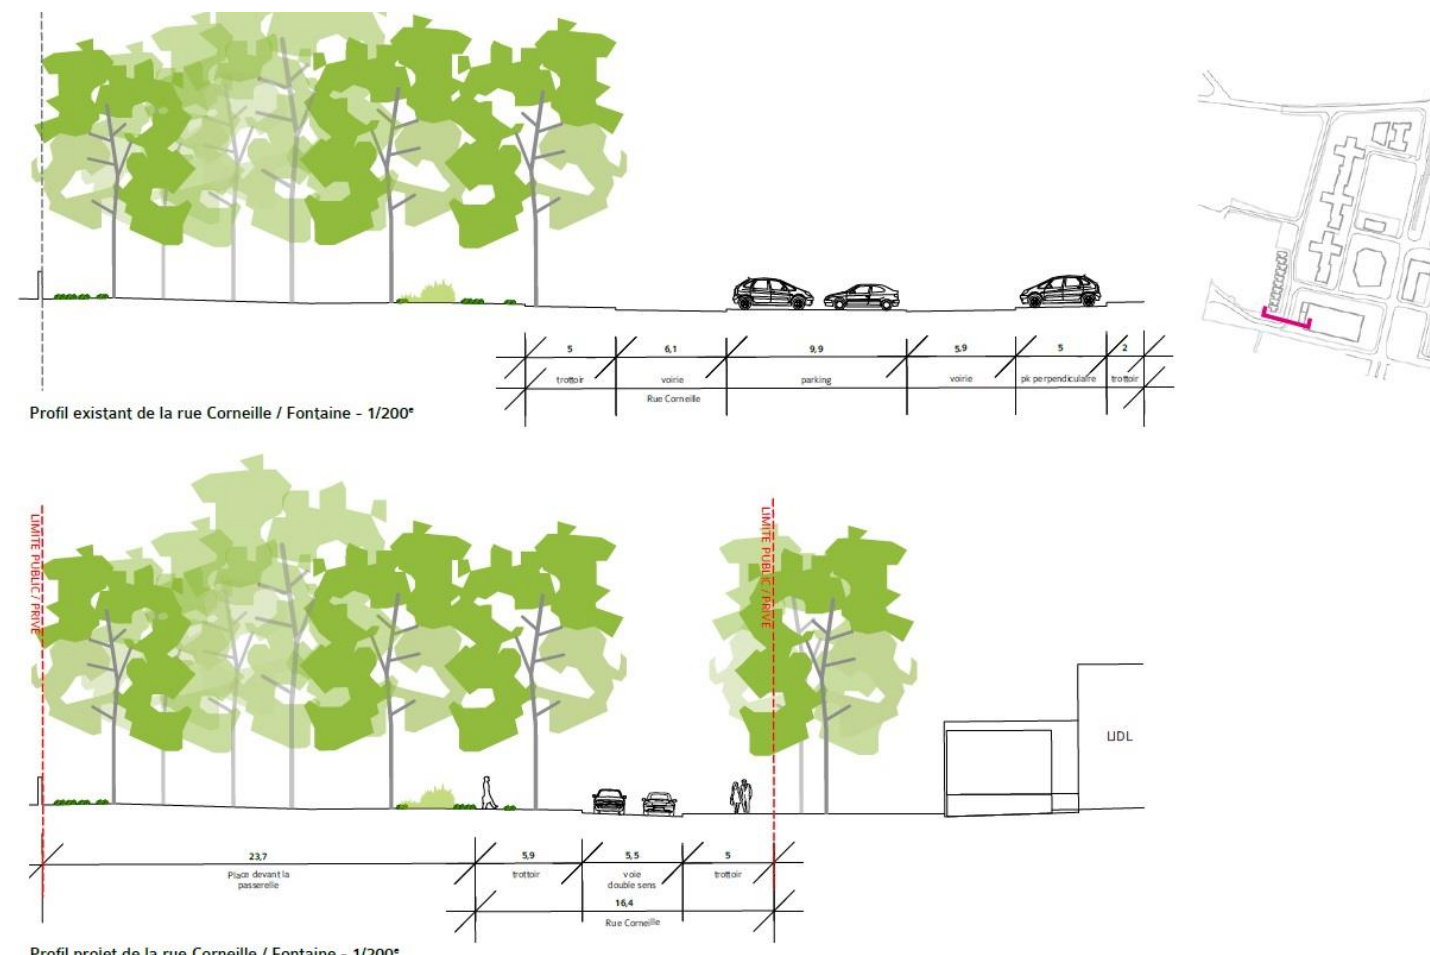 5
6,1
9,9
5,9
5
2
trottoir
voirie
parking
voirie
pk perpendiculaire
trottoir
Rue Corneille
Profil existant de la rue Corneille / Fontaine - 1/200ᵉ
LIMITE PUBLIC / PRIVE
LIMITE PUBLIC / PRIVE
LIDL
23,7
5,9
5,5
5
Place devant la
passerelle
trottoir
voie
double sens
trottoir
16,4
Rue Corneille
Profil projet de la rue Corneille / Fontaine - 1/200ᵉ